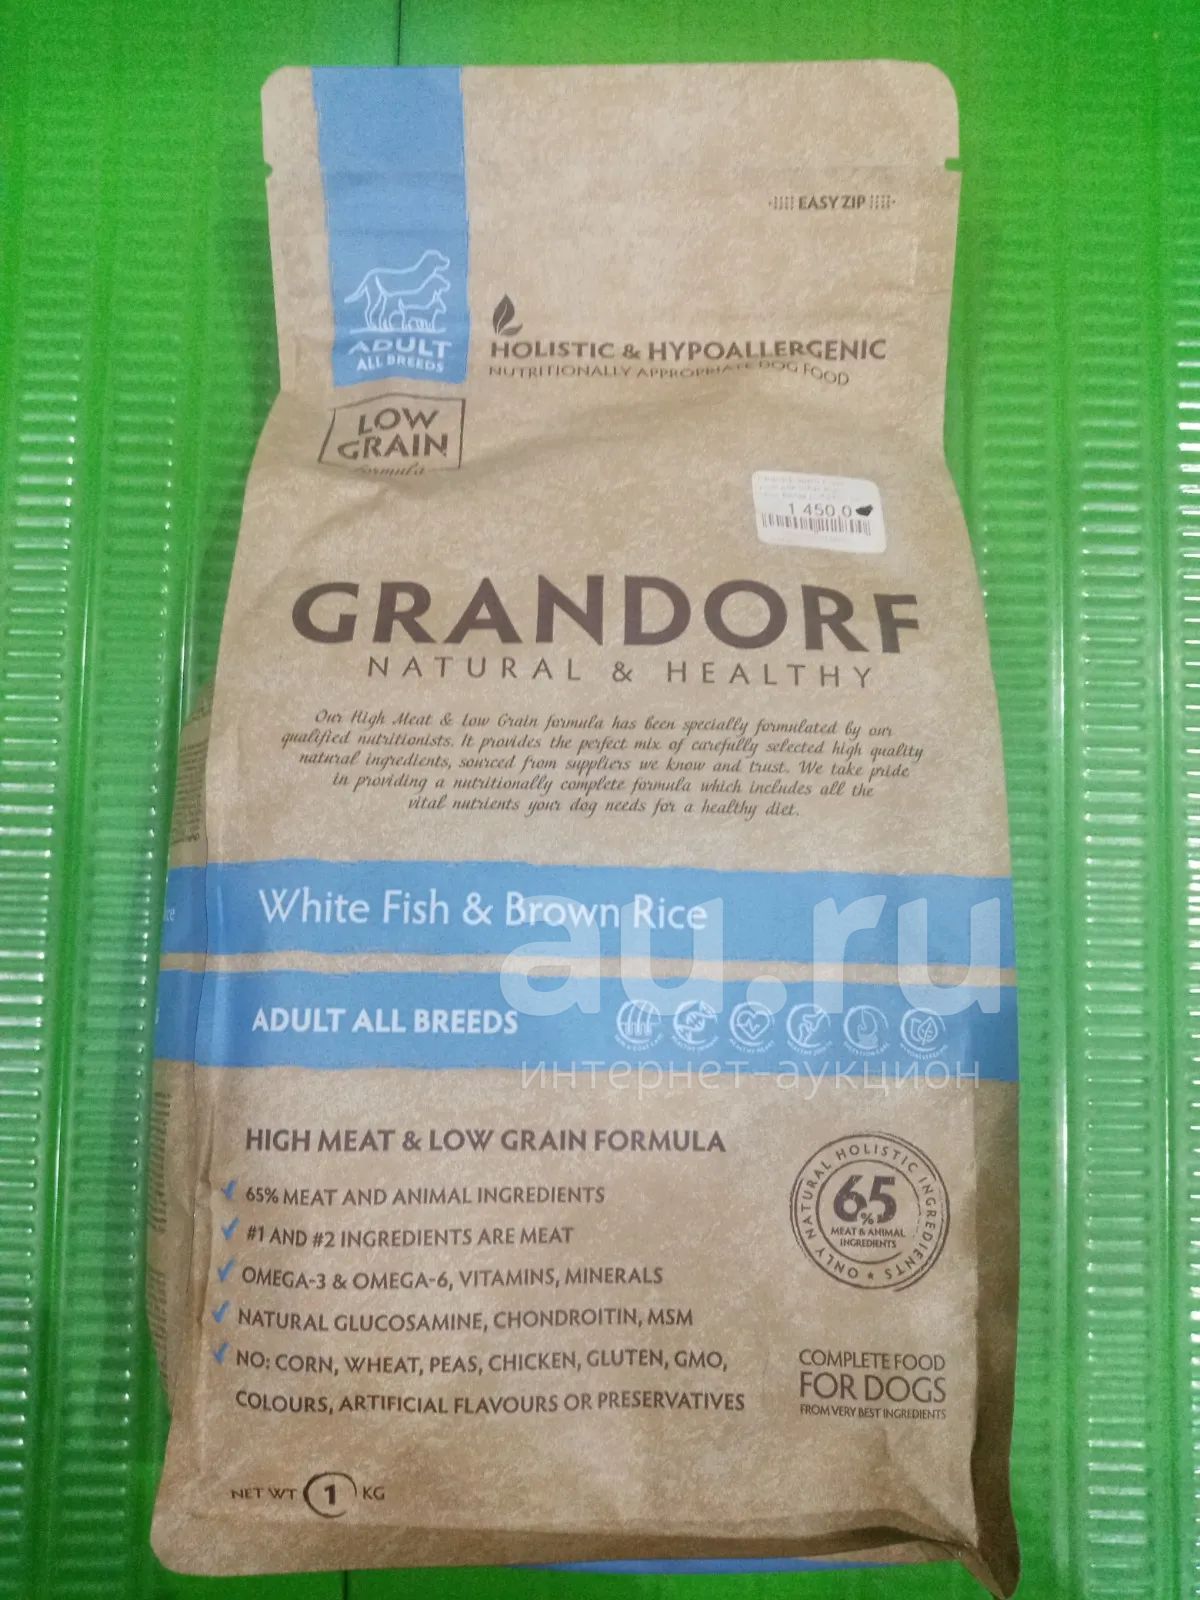 EASY ZIP
ADULT
ALL BREEDS
HOLISTIC & HYPOALLERGENIC
NUTRITIONALLY APPROPRIATE DOG FOOD
LOW
GRAIN
formula
1 450,0
GRANDORF
NATURAL & HEALTHY
Our High Meat & Low Grain formula has been specially formulated by our
qualified nutritionists. It provides the perfect mix of carefully selected high quality
natural ingredients, sourced from suppliers we know and trust. We take pride
in providing a nutritionally complete formula which includes all the
vital nutrients your dog needs for a healthy diet.
White Fish & Brown Rice
au.ru
ADULT ALL BREEDS
интернет-аукцион
HIGH MEAT & LOW GRAIN FORMULA
65% MEAT AND ANIMAL INGREDIENTS
#1 AND #2 INGREDIENTS ARE MEAT
OMEGA-3 & OMEGA-6, VITAMINS, MINERALS
NATURAL GLUCOSAMINE, CHONDROITIN, MSM
NO: CORN, WHEAT, PEAS, CHICKEN, GLUTEN, GMO,
COLOURS, ARTIFICIAL FLAVOURS OR PRESERVATIVES
ONLY NATURAL HOLISTIC INGREDIENTS
65%
MEAT & ANIMAL
INGREDIENTS
COMPLETE FOOD
FOR DOGS
FROM VERY BEST INGREDIENTS
NET WT 1 KG